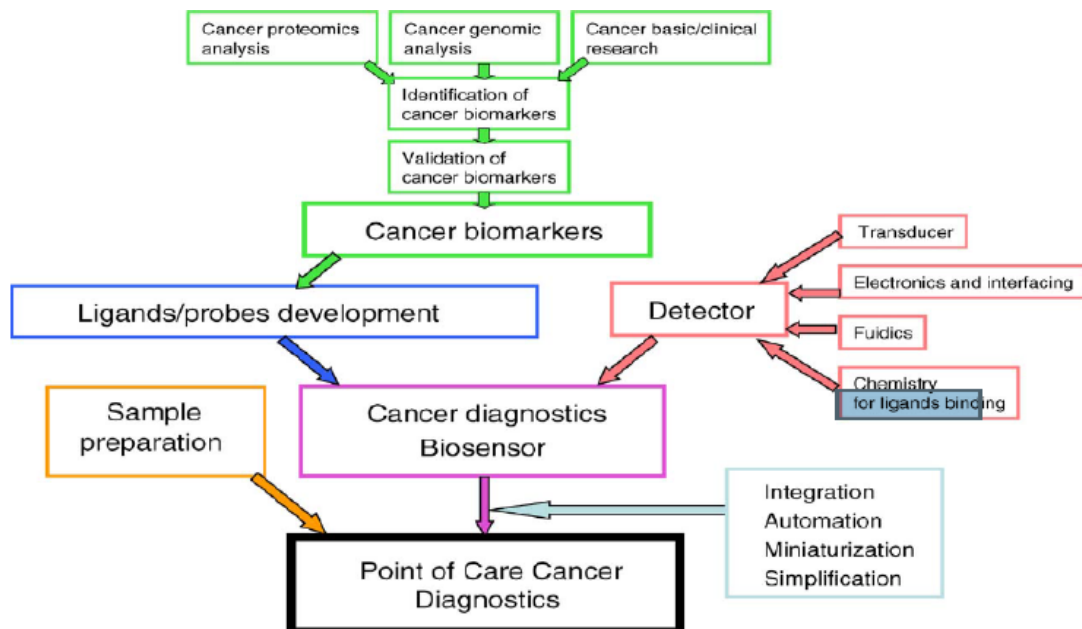 Cancer proteomics
analysis
Cancer genomic
analysis
Cancer basic/clinical
research
Identification of
cancer biomarkers
Validation of
cancer biomarkers
Cancer biomarkers
Transducer
Electronics and interfacing
Ligands/probes development
Detector
Fuidics
Chemistry
for ligands binding
Sample
preparation
Cancer diagnostics
Biosensor
Integration
Automation
Miniaturization
Simplification
Point of Care Cancer
Diagnostics